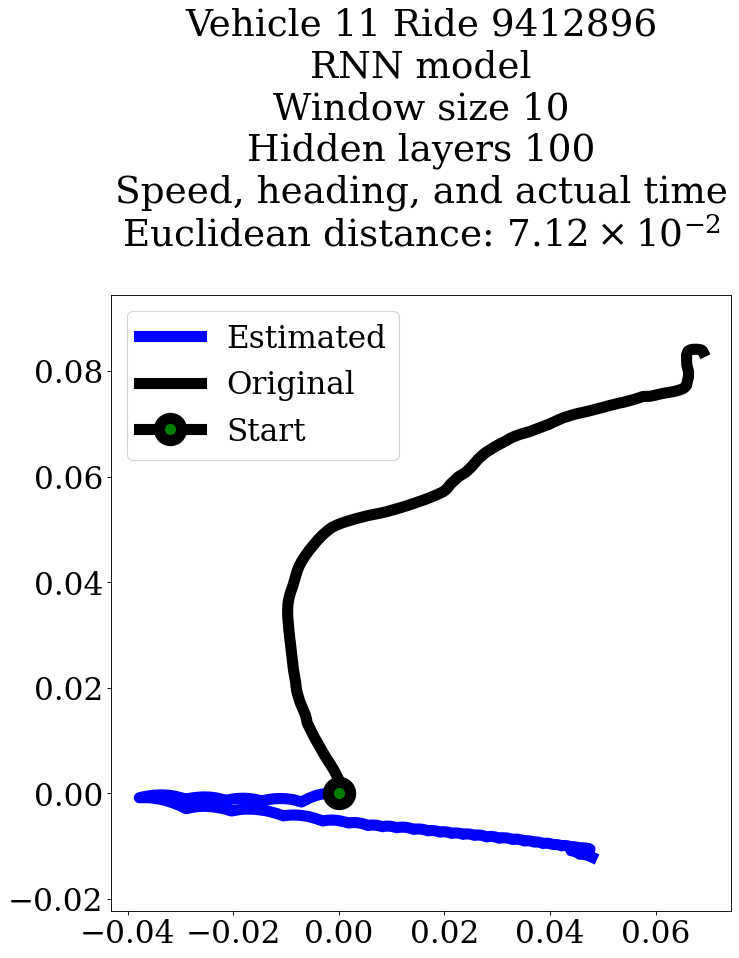 Vehicle 11 Ride 9412896
RNN model
Window size 10
Hidden layers 100
Speed, heading, and actual time
Euclidean distance: 7.12 × 10⁻²
Estimated
Original
Start
0.08
0.06
0.04
0.02
0.00
−0.02
−0.04 −0.02 0.00 0.02 0.04 0.06